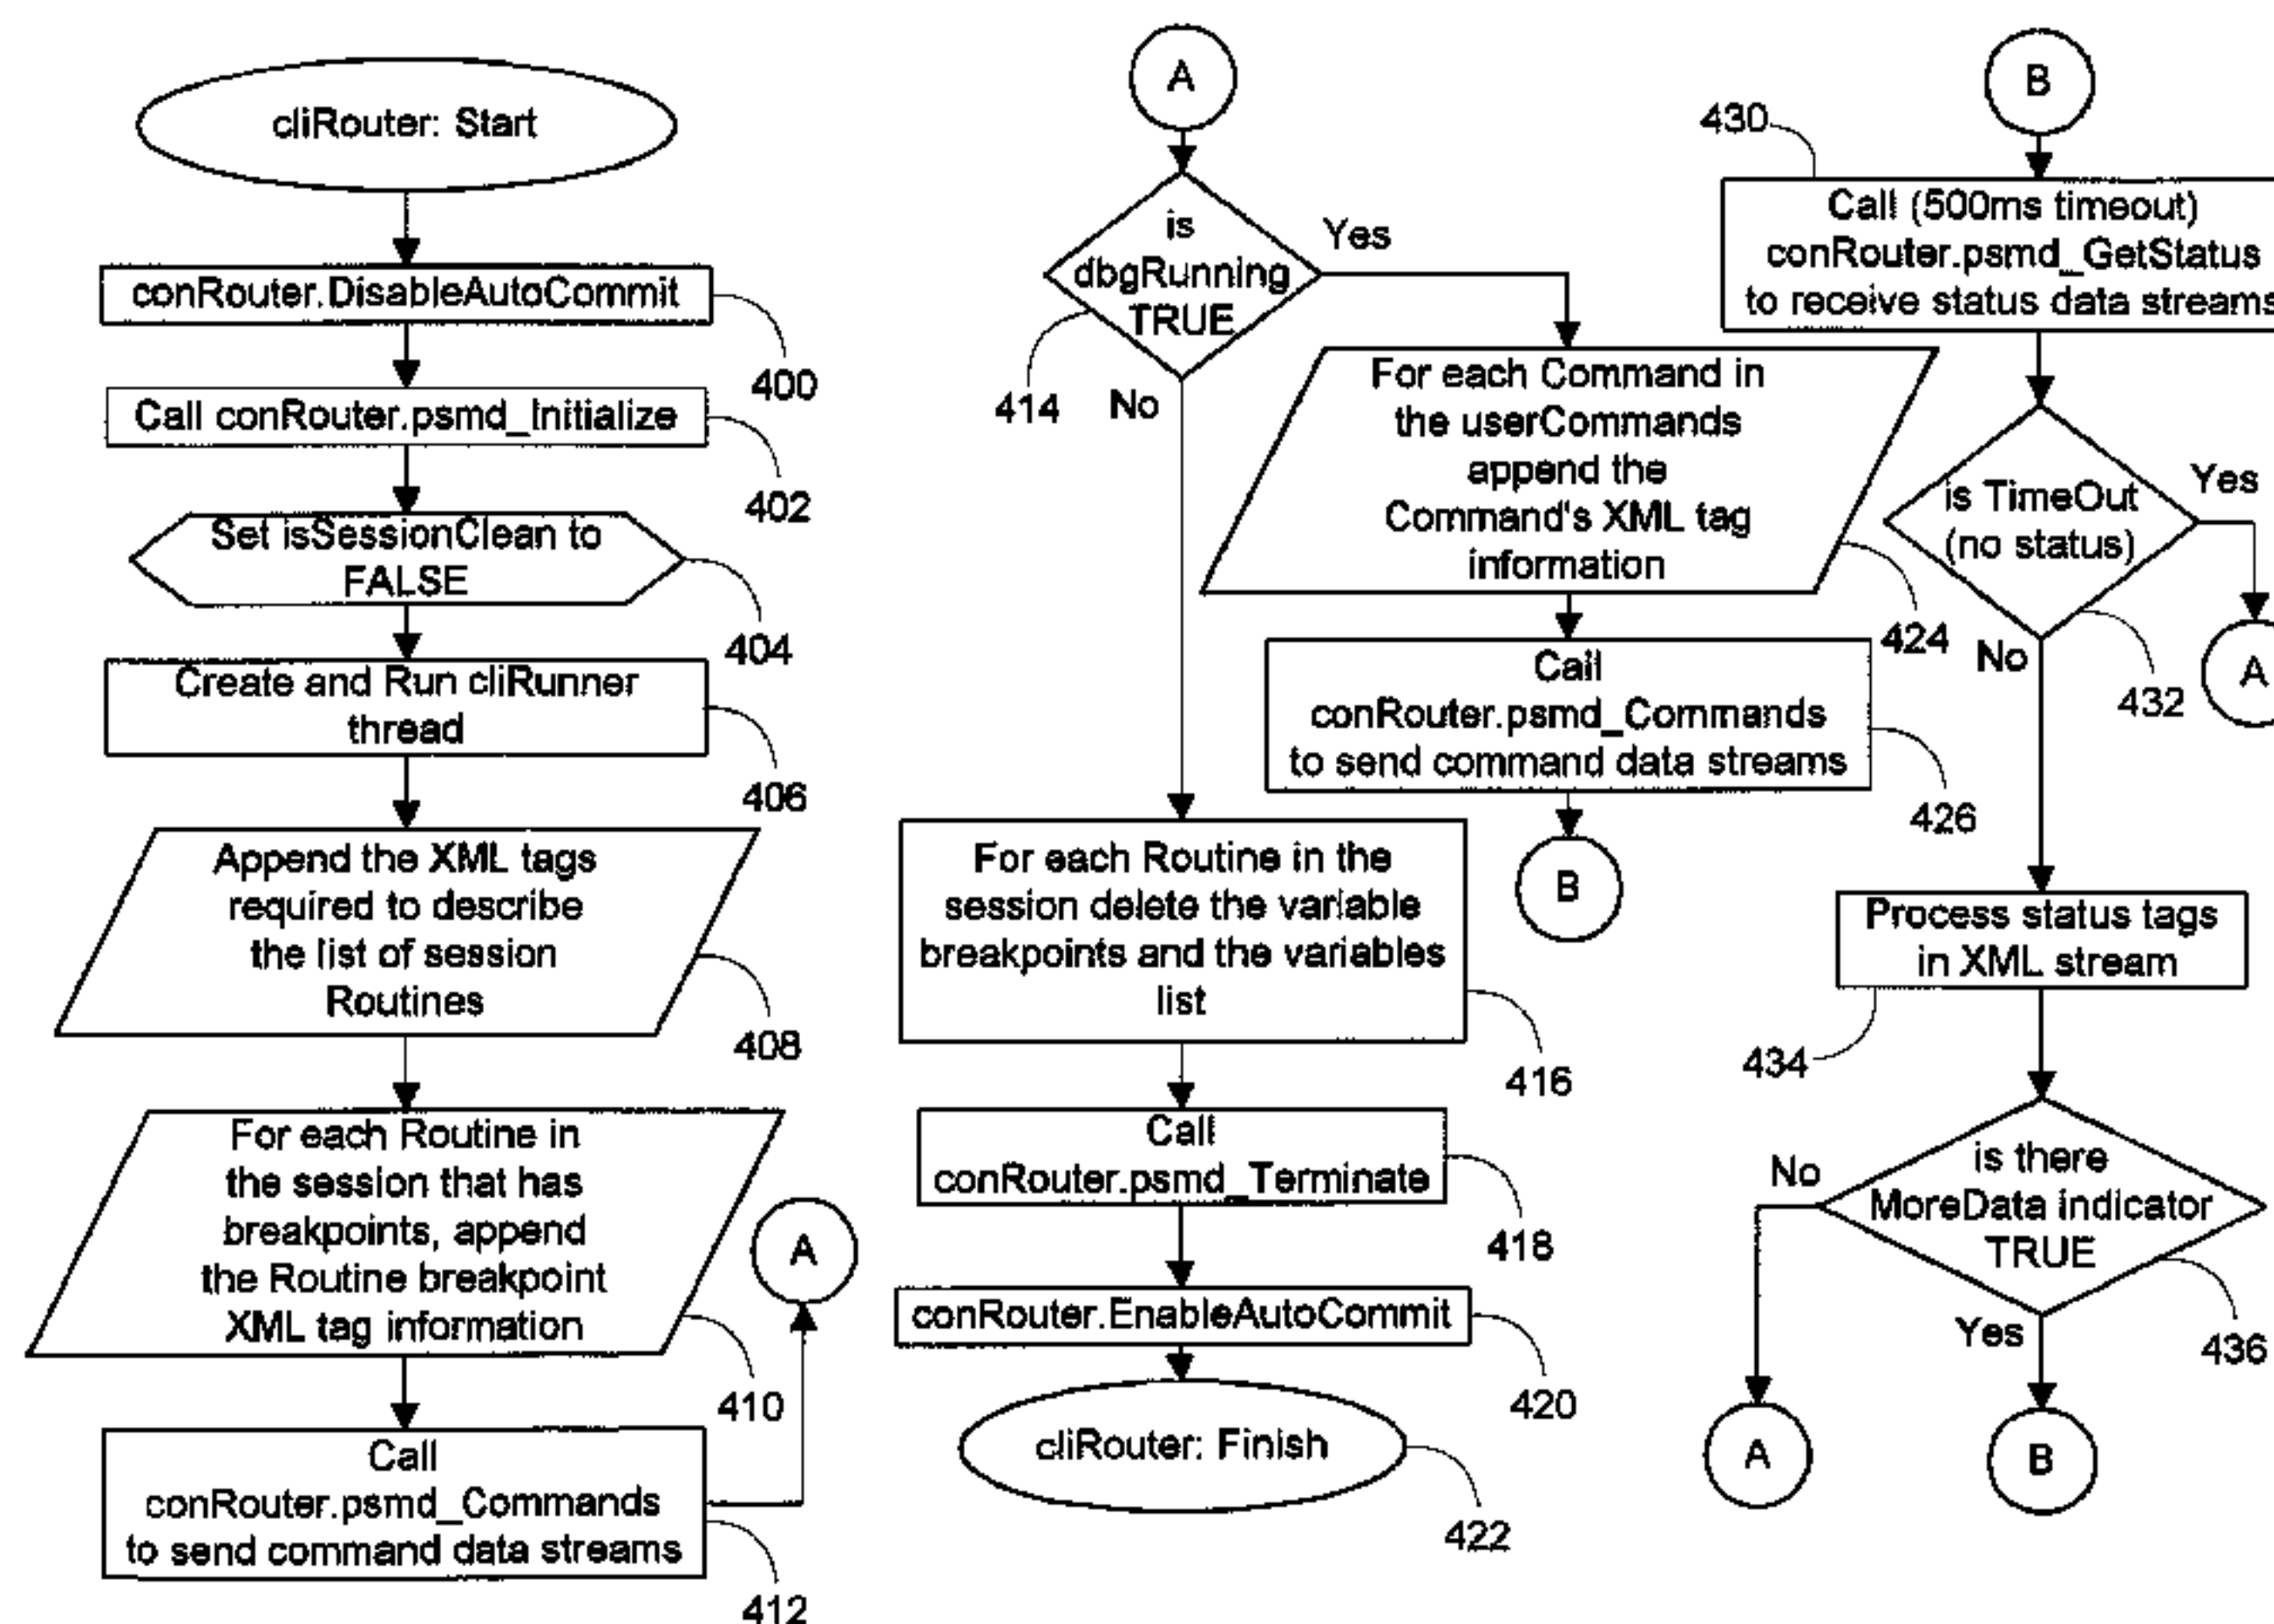 cliRouter: Start
conRouter.DisableAutoCommit
400
Call conRouter.psmd_Initialize
402
Set isSessionClean to
FALSE
404
Create and Run cliRunner
thread
406
Append the XML tags
required to describe
the list of session
Routines
408
For each Routine in
the session that has
breakpoints, append
the Routine breakpoint
XML tag information
410
A
Call
conRouter.psmd_Commands
to send command data streams
412
A
is
dbgRunning
TRUE
Yes
414
No
For each Command in
the userCommands
append the
Command's XML tag
information
424
Call
conRouter.psmd_Commands
to send command data streams
426
B
For each Routine in the
session delete the variable
breakpoints and the variables
list
416
Call
conRouter.psmd_Terminate
418
conRouter.EnableAutoCommit
420
cliRouter: Finish
422
B
430
Call (500ms timeout)
conRouter.psmd_GetStatus
to receive status data streams
is TimeOut
(no status)
Yes
No
432
A
Process status tags
in XML stream
434
is there
MoreData indicator
TRUE
No
Yes
436
A
B